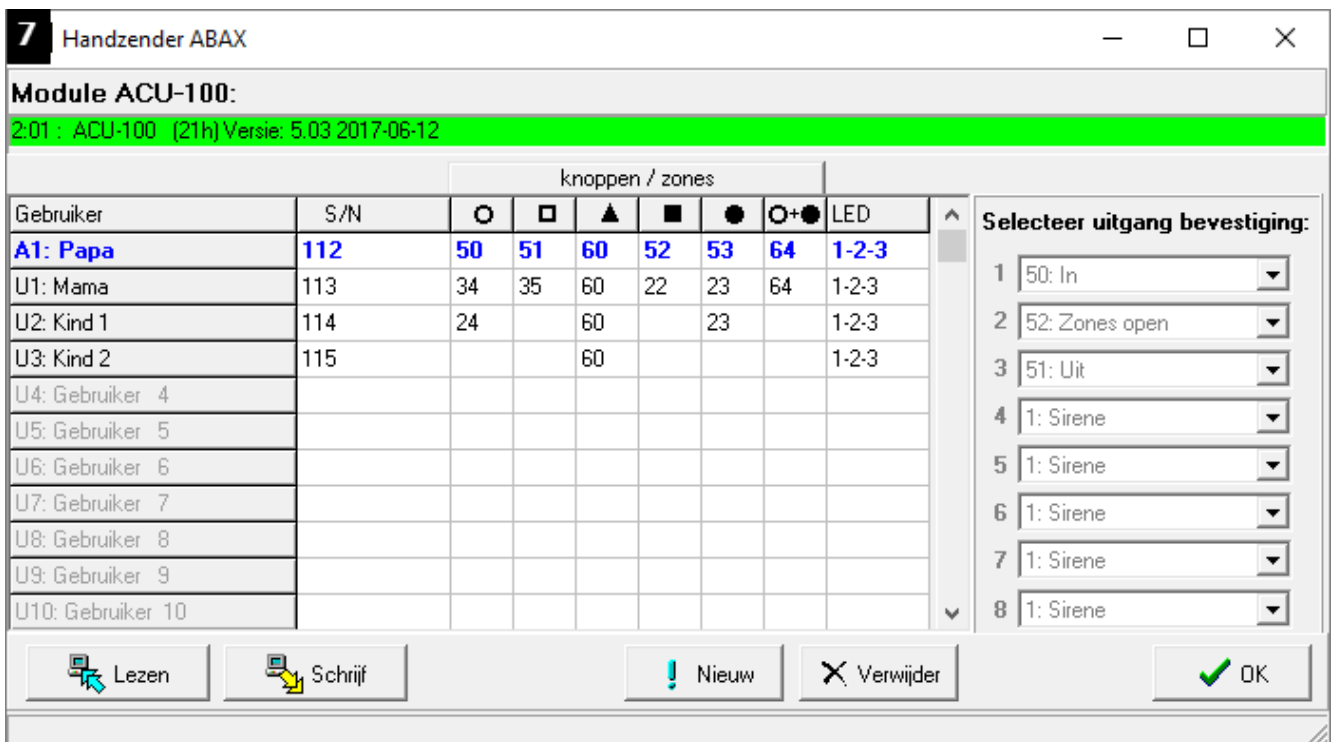 7 Handzender ABAX
Module ACU-100:
2:01 : ACU-100 (21h) Versie: 5.03 2017-06-12
knoppen / zones
Gebruiker S/N ○ □ ▲ ■ ● ○+● LED
A1: Papa 112 50 51 60 52 53 64 1-2-3
U1: Mama 113 34 35 60 22 23 64 1-2-3
U2: Kind 1 114 24 60 23 1-2-3
U3: Kind 2 115 60 1-2-3
U4: Gebruiker 4
U5: Gebruiker 5
U6: Gebruiker 6
U7: Gebruiker 7
U8: Gebruiker 8
U9: Gebruiker 9
U10: Gebruiker 10
Selecteer uitgang bevestiging:
1 50: In
2 52: Zones open
3 51: Uit
4 1: Sirene
5 1: Sirene
6 1: Sirene
7 1: Sirene
8 1: Sirene
Lezen Schrijf Nieuw Verwijder OK